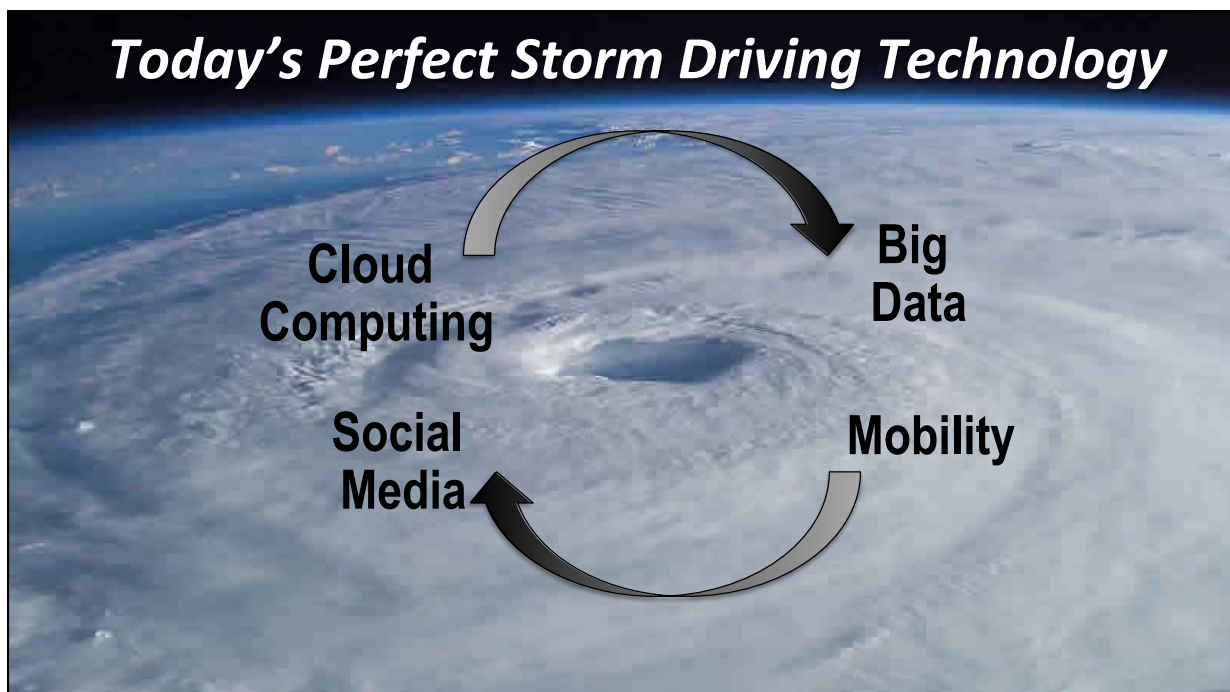 Today's Perfect Storm Driving Technology
Cloud
Computing
Big
Data
Social
Media
Mobility